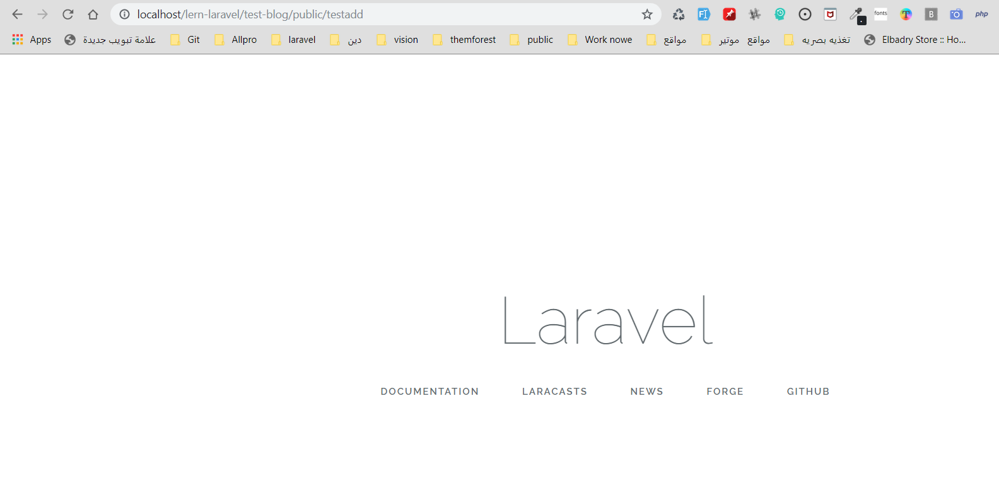 localhost/lern-laravel/test-blog/public/testadd
fonts T B php
Apps علامة تبويب جديدة Git Allpro laravel دين vision themforest public Work nowe مواقع مواقع موتير تغذيه بصريه Elbadry Store :: Ho...
Laravel
DOCUMENTATION LARACASTS NEWS FORGE GITHUB